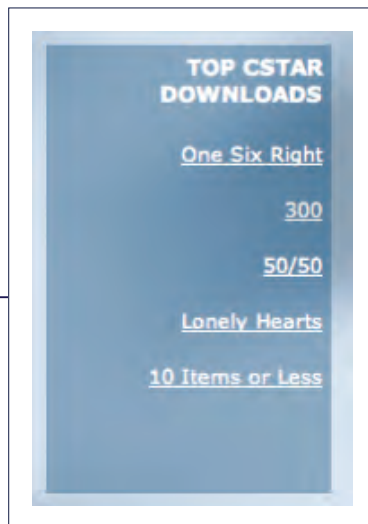 TOP CSTAR
DOWNLOADS
One Six Right
300
50/50
Lonely Hearts
10 Items or Less